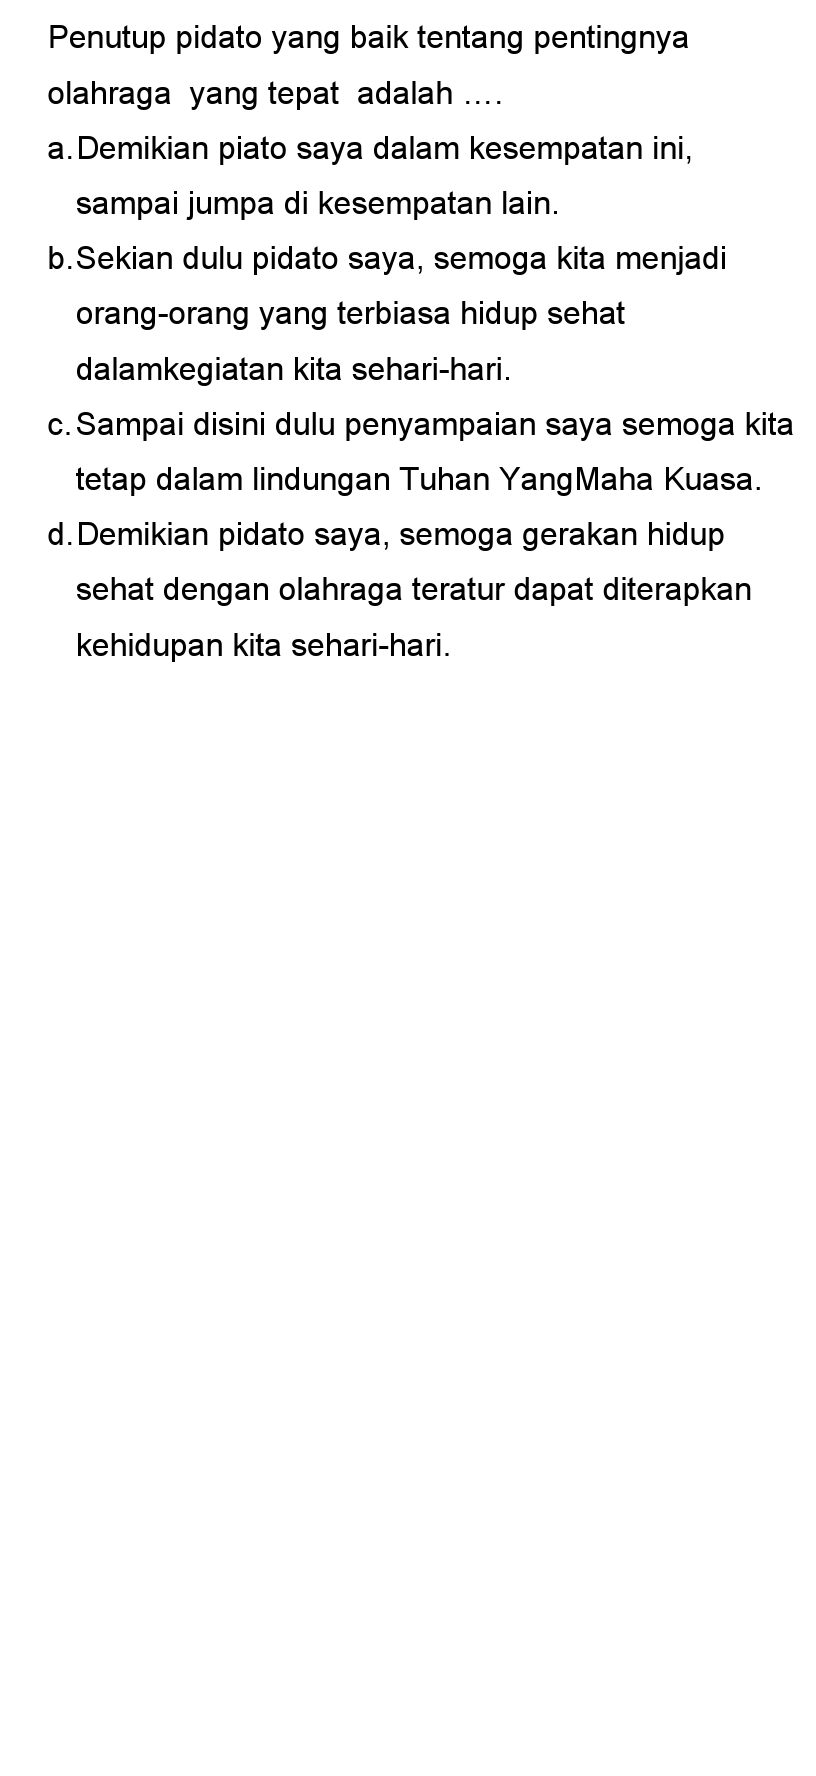 Penutup pidato yang baik tentang pentingnya
olahraga yang tepat adalah ....
a.Demikian piato saya dalam kesempatan ini,
sampai jumpa di kesempatan lain.
b.Sekian dulu pidato saya, semoga kita menjadi
orang-orang yang terbiasa hidup sehat
dalamkegiatan kita sehari-hari.
c.Sampai disini dulu penyampaian saya semoga kita
tetap dalam lindungan Tuhan YangMaha Kuasa.
d.Demikian pidato saya, semoga gerakan hidup
sehat dengan olahraga teratur dapat diterapkan
kehidupan kita sehari-hari.